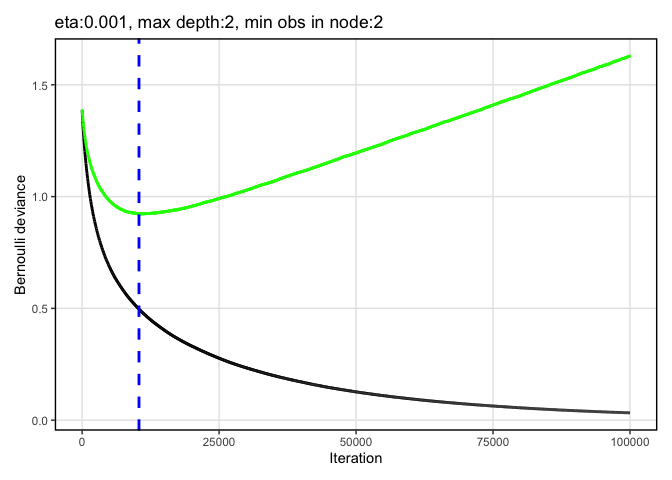 eta:0.001, max depth:2, min obs in node:2
Bernoulli deviance
1.5
1.0
0.5
0.0
0 25000 50000 75000 100000
Iteration